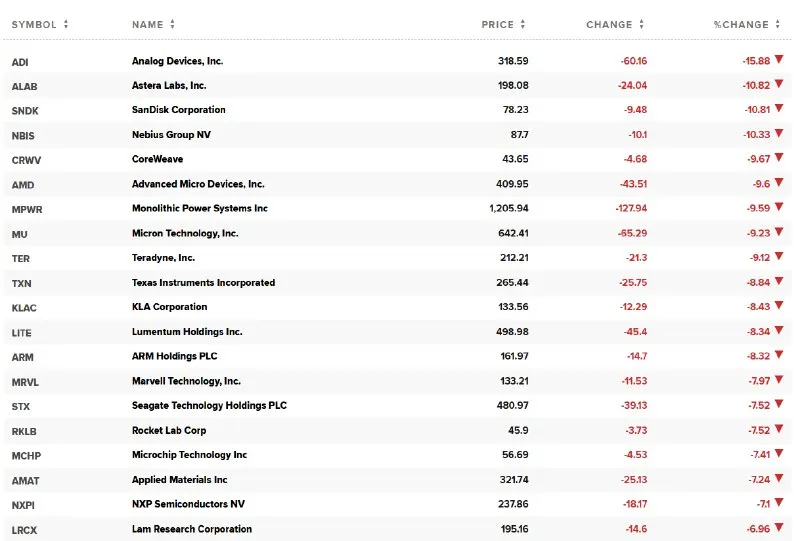 SYMBOL NAME PRICE CHANGE %CHANGE
ADI Analog Devices, Inc. 318.59 -60.16 -15.88
ALAB Astera Labs, Inc. 198.08 -24.04 -10.82
SNDK SanDisk Corporation 78.23 -9.48 -10.81
NBIS Nebius Group NV 87.7 -10.1 -10.33
CRWV CoreWeave 43.65 -4.68 -9.67
AMD Advanced Micro Devices, Inc. 409.95 -43.51 -9.6
MPWR Monolithic Power Systems Inc 1,205.94 -127.94 -9.59
MU Micron Technology, Inc. 642.41 -65.29 -9.23
TER Teradyne, Inc. 212.21 -21.3 -9.12
TXN Texas Instruments Incorporated 265.44 -25.75 -8.84
KLAC KLA Corporation 133.56 -12.29 -8.43
LITE Lumentum Holdings Inc. 498.98 -45.4 -8.34
ARM ARM Holdings PLC 161.97 -14.7 -8.32
MRVL Marvell Technology, Inc. 133.21 -11.53 -7.97
STX Seagate Technology Holdings PLC 480.97 -39.13 -7.52
RKLB Rocket Lab Corp 45.9 -3.73 -7.52
MCHP Microchip Technology Inc 56.69 -4.53 -7.41
AMAT Applied Materials Inc 321.74 -25.13 -7.24
NXPI NXP Semiconductors NV 237.86 -18.17 -7.1
LRCX Lam Research Corporation 195.16 -14.6 -6.96